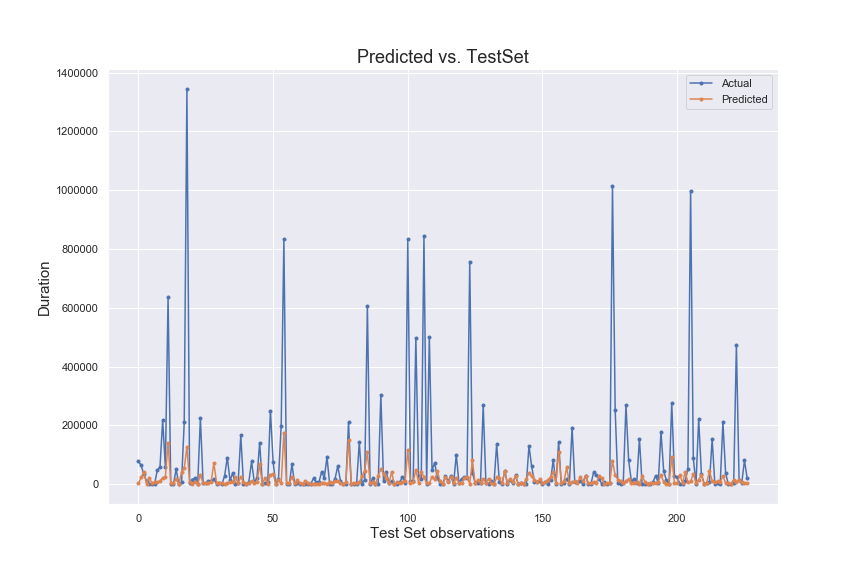 Predicted vs. TestSet
Actual
Predicted
1400000
1200000
1000000
800000
600000
400000
200000
0
Duration
0 50 100 150 200
Test Set observations